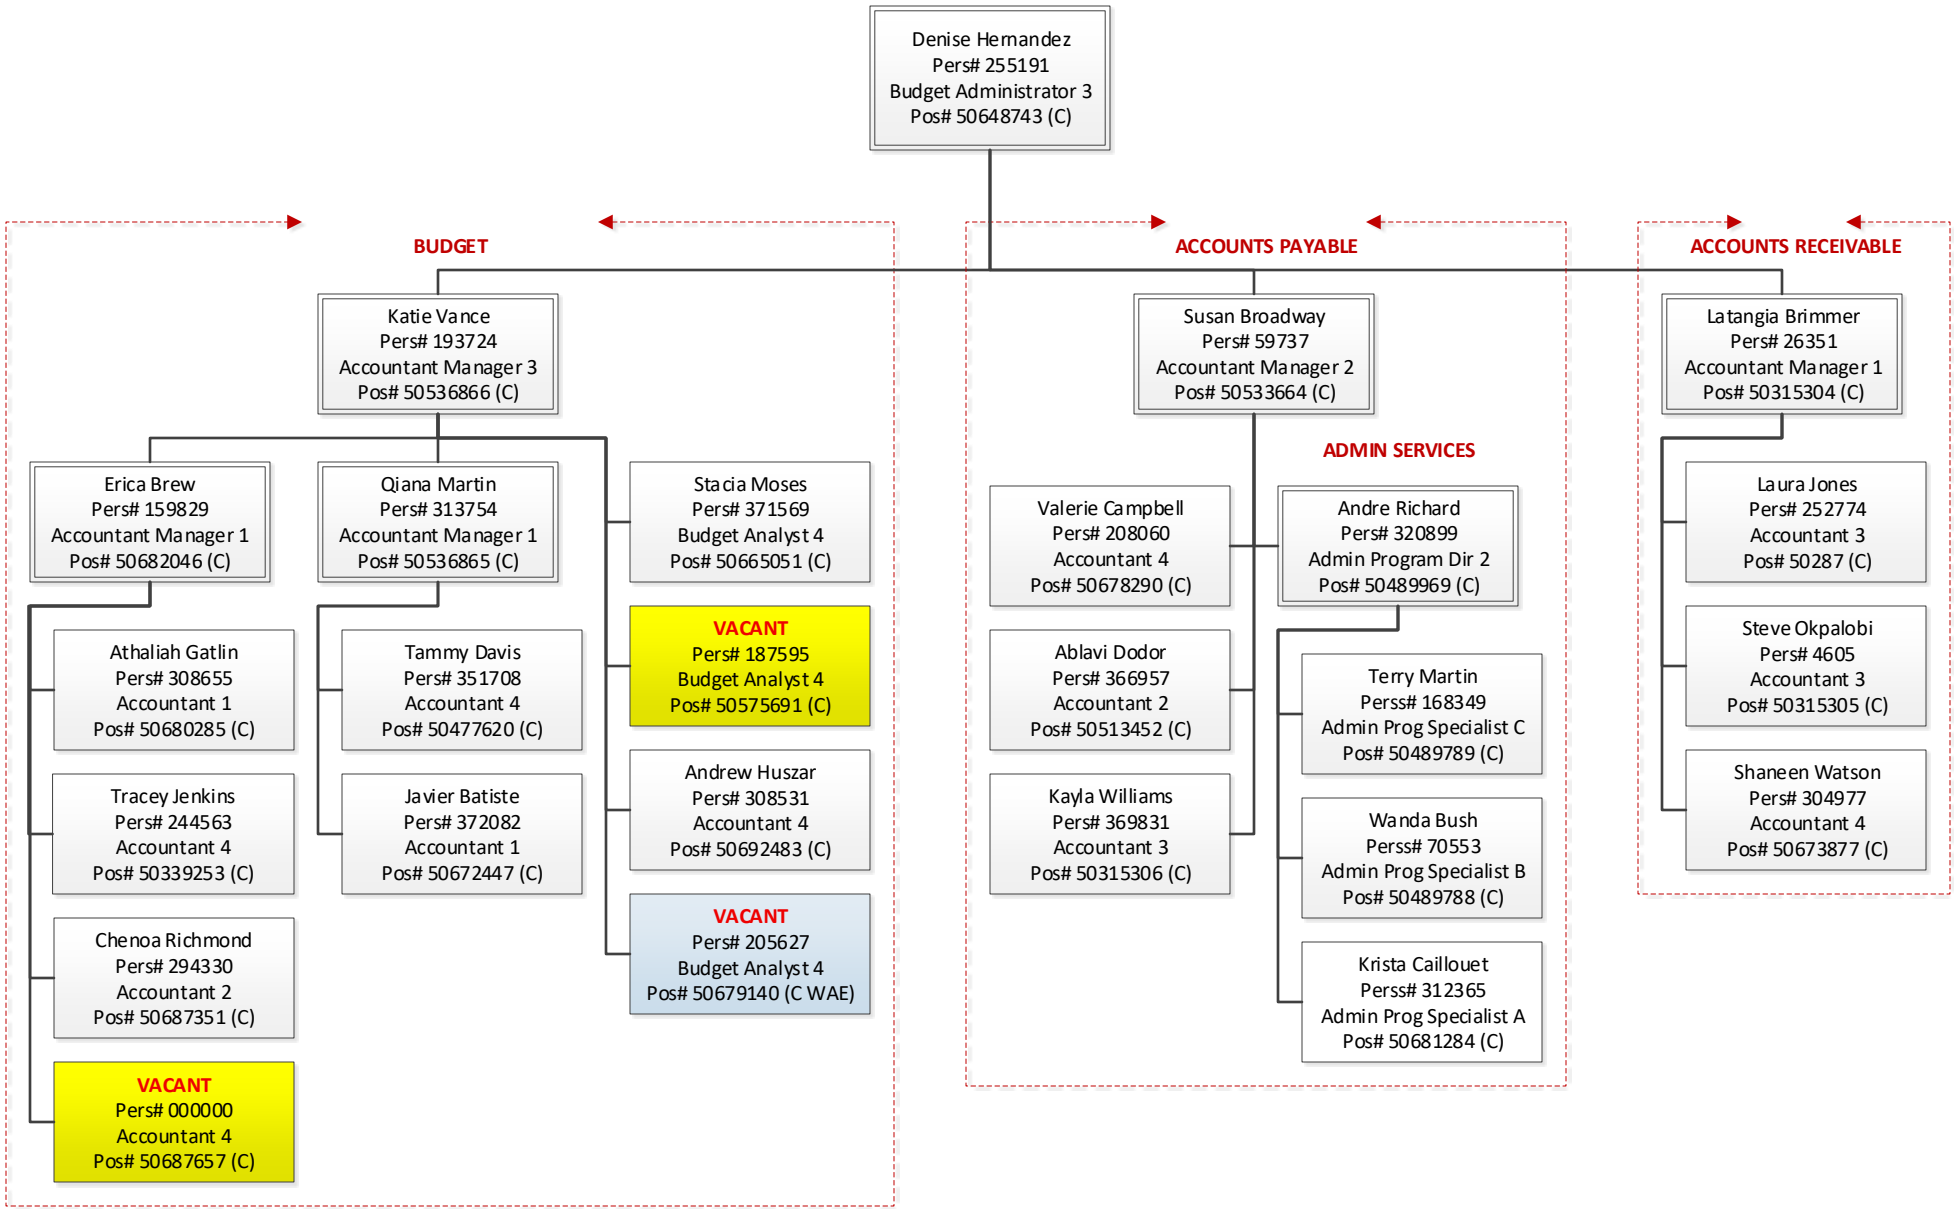 Denise Hernandez
Pers# 255191
Budget Administrator 3
Pos# 50648743 (C)
BUDGET
Katie Vance
Pers# 193724
Accountant Manager 3
Pos# 50536866 (C)
Erica Brew
Pers# 159829
Accountant Manager 1
Pos# 50682046 (C)
Athaliah Gatlin
Pers# 308655
Accountant 1
Pos# 50680285 (C)
Tracey Jenkins
Pers# 244563
Accountant 4
Pos# 50339253 (C)
Chenoa Richmond
Pers# 294330
Accountant 2
Pos# 50687351 (C)
VACANT
Pers# 000000
Accountant 4
Pos# 50687657 (C)
Qiana Martin
Pers# 313754
Accountant Manager 1
Pos# 50536865 (C)
Tammy Davis
Pers# 351708
Accountant 4
Pos# 50477620 (C)
Javier Batiste
Pers# 372082
Accountant 1
Pos# 50672447 (C)
Stacia Moses
Pers# 371569
Budget Analyst 4
Pos# 50665051 (C)
VACANT
Pers# 187595
Budget Analyst 4
Pos# 50575691 (C)
Andrew Huszar
Pers# 308531
Accountant 4
Pos# 50692483 (C)
VACANT
Pers# 205627
Budget Analyst 4
Pos# 50679140 (C WAE)
ACCOUNTS PAYABLE
Susan Broadway
Pers# 59737
Accountant Manager 2
Pos# 50533664 (C)
Valerie Campbell
Pers# 208060
Accountant 4
Pos# 50678290 (C)
Ablavi Dodor
Pers# 366957
Accountant 2
Pos# 50513452 (C)
Kayla Williams
Pers# 369831
Accountant 3
Pos# 50315306 (C)
ADMIN SERVICES
Andre Richard
Pers# 320899
Admin Program Dir 2
Pos# 50489969 (C)
Terry Martin
Perss# 168349
Admin Prog Specialist C
Pos# 50489789 (C)
Wanda Bush
Perss# 70553
Admin Prog Specialist B
Pos# 50489788 (C)
Krista Caillouet
Perss# 312365
Admin Prog Specialist A
Pos# 50681284 (C)
ACCOUNTS RECEIVABLE
Latangia Brimmer
Pers# 26351
Accountant Manager 1
Pos# 50315304 (C)
Laura Jones
Pers# 252774
Accountant 3
Pos# 50287 (C)
Steve Okpalobi
Pers# 4605
Accountant 3
Pos# 50315305 (C)
Shaneen Watson
Pers# 304977
Accountant 4
Pos# 50673877 (C)